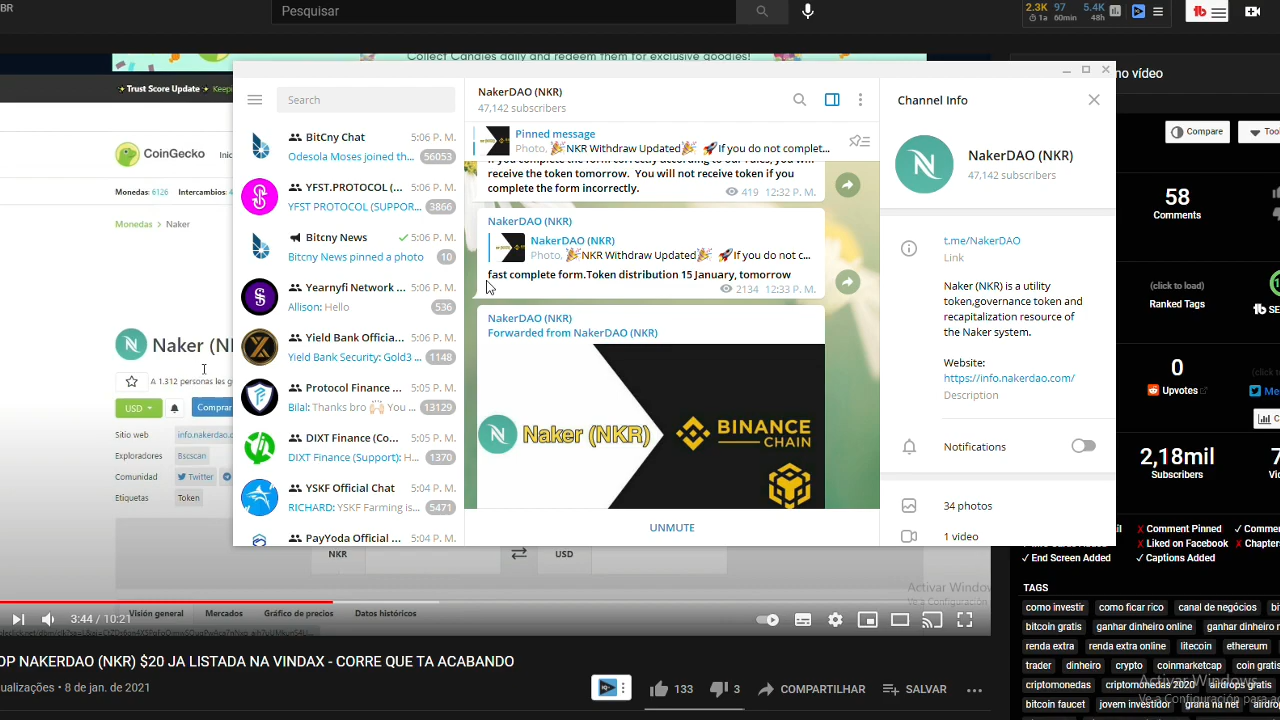 BR
Pesquisar
2.3K 97 5.4K
1a 60min 48h
Collect Candies daily and redeem them for exclusive goodies!
no vídeo
Trust Score Update
CoinGecko
Monedas: 6126 Intercambios:
Monedas > Naker
Naker (N
A 1.312 personas les
USD
Comprar
Sitio web info.nakerdao.c
Exploradores Bscscan
Comunidad Twitter
Etiquetas Token
NKR USD
Visión general Mercados Gráfico de precios Datos históricos
Search
BitCny Chat 5:06 P. M.
Odesola Moses joined th... 56053
YFST.PROTOCOL (... 5:06 P. M.
YFST PROTOCOL (SUPPOR... 3866
Bitcny News 5:06 P. M.
Bitcny News pinned a photo 10
Yearnyfi Network ... 5:06 P. M.
Allison: Hello 536
Yield Bank Officia... 5:06 P. M.
Yield Bank Security: Gold3 ... 1148
Protocol Finance ... 5:05 P. M.
Bilal: Thanks bro 🙌🏻 You ... 13129
DIXT Finance (Co... 5:05 P. M.
DIXT Finance (Support): H... 1370
YSKF Official Chat 5:04 P. M.
RICHARD: YSKF Farming is... 5471
PayYoda Official ... 5:04 P. M.
NakerDAO (NKR)
47,142 subscribers
Pinned message
Photo, 🎉NKR Withdraw Updated🎉 🚀If you do not complet...
If you complete the form correctly according to our rules, you will
receive the token tomorrow. You will not receive token if you
complete the form incorrectly.
419 12:32 P. M.
NakerDAO (NKR)
NakerDAO (NKR)
Photo, 🎉NKR Withdraw Updated🎉 🚀If you do not c...
fast complete form.Token distribution 15 January, tomorrow
2134 12:33 P. M.
NakerDAO (NKR)
Forwarded from NakerDAO (NKR)
Naker (NKR)
BINANCE
CHAIN
UNMUTE
Channel Info
NakerDAO (NKR)
47,142 subscribers
t.me/NakerDAO
Link
Naker (NKR) is a utility
token,governance token and
recapitalization resource of
the Naker system.
Website:
https://info.nakerdao.com/
Description
Notifications
34 photos
1 video
Compare
58
Comments
(click to load)
Ranked Tags
0
Upvotes
2,18mil
Subscribers
Comment Pinned
Liked on Facebook
End Screen Added Captions Added
TAGS
como investir como ficar rico canal de negócios
bitcoin gratis ganhar dinheiro online
renda extra renda extra online litecoin ethereum
trader dinheiro crypto coinmarketcap
criptomonedas criptomonedas 2020 airdrops gratis
bitcoin faucet jovem investidor grana na net
Activar Windows
3:44 / 10:21
OP NAKERDAO (NKR) $20 JA LISTADA NA VINDAX - CORRE QUE TA ACABANDO
ualizações • 8 de jan. de 2021
133 3 COMPARTILHAR SALVAR